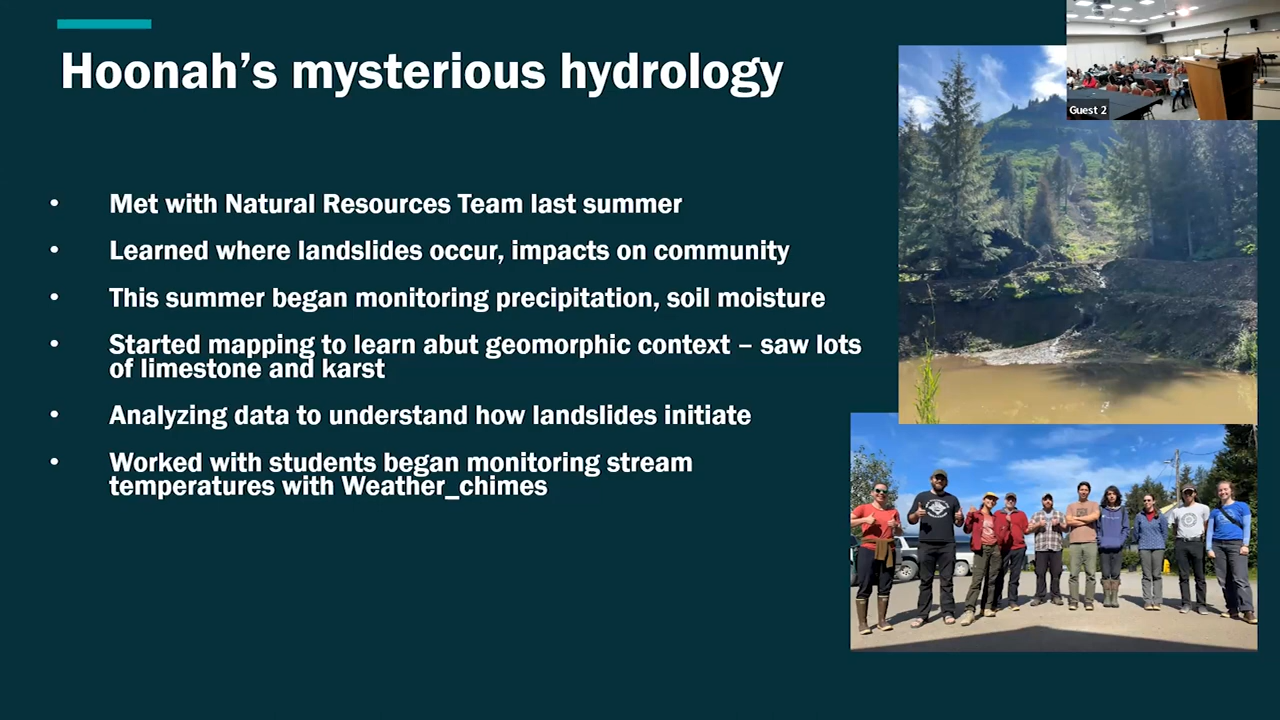 Hoonah's mysterious hydrology
Guest 2
• Met with Natural Resources Team last summer
• Learned where landslides occur, impacts on community
• This summer began monitoring precipitation, soil moisture
• Started mapping to learn abut geomorphic context – saw lots
of limestone and karst
• Analyzing data to understand how landslides initiate
• Worked with students began monitoring stream
temperatures with Weather_chimes